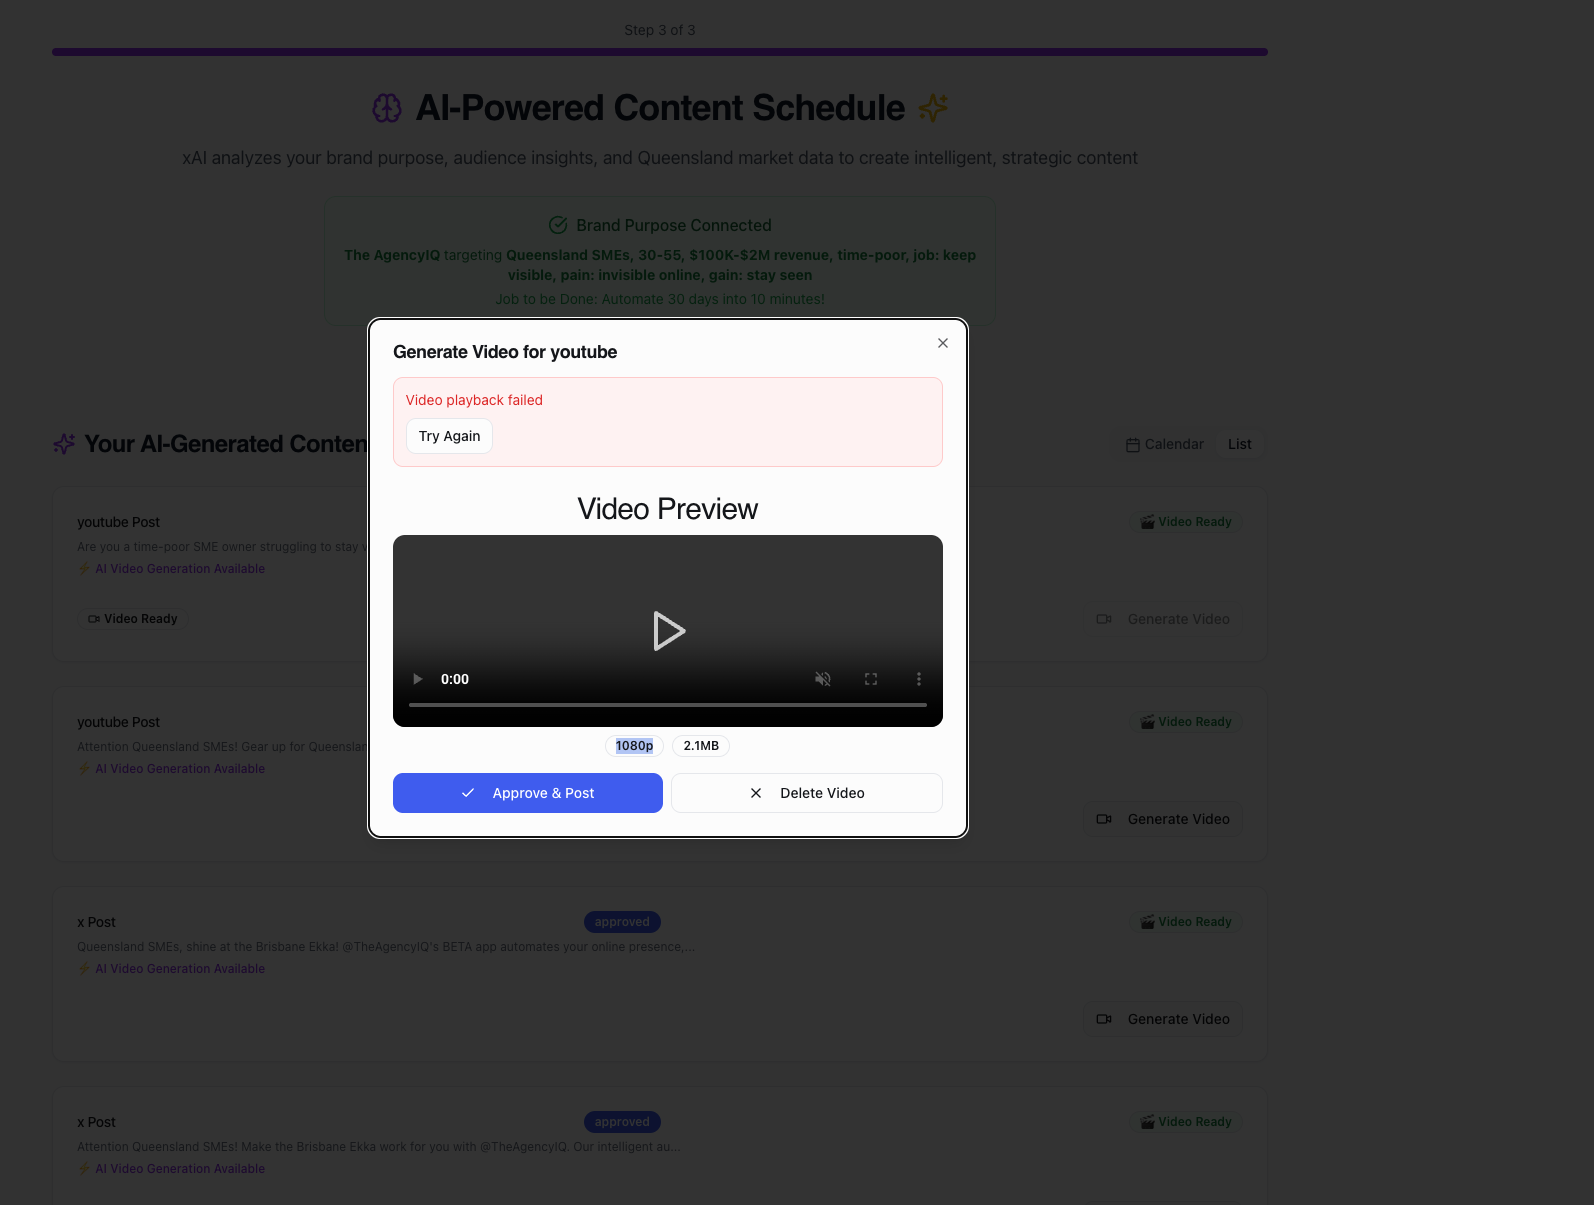 Step 3 of 3
AI-Powered Content Schedule
xAI analyzes your brand purpose, audience insights, and Queensland market data to create intelligent, strategic content
Brand Purpose Connected
The AgencyIQ targeting Queensland SMEs, 30-55, $100K-$2M revenue, time-poor, job: keep
visible, pain: invisible online, gain: stay seen
Job to be Done: Automate 30 days into 10 minutes!
Generate Video for youtube
Video playback failed
Try Again
Video Preview
0:00
1080p 2.1MB
Approve & Post Delete Video
Your AI-Generated Conten
Calendar List
youtube Post
Video Ready
Are you a time-poor SME owner struggling to stay
AI Video Generation Available
Video Ready
Generate Video
youtube Post
Video Ready
Attention Queensland SMEs! Gear up for Queenslan
AI Video Generation Available
Generate Video
x Post
approved
Video Ready
Queensland SMEs, shine at the Brisbane Ekka! @TheAgencyIQ's BETA app automates your online presence,...
AI Video Generation Available
Generate Video
x Post
approved
Video Ready
Attention Queensland SMEs! Make the Brisbane Ekka work for you with @TheAgencyIQ. Our intelligent au...
AI Video Generation Available